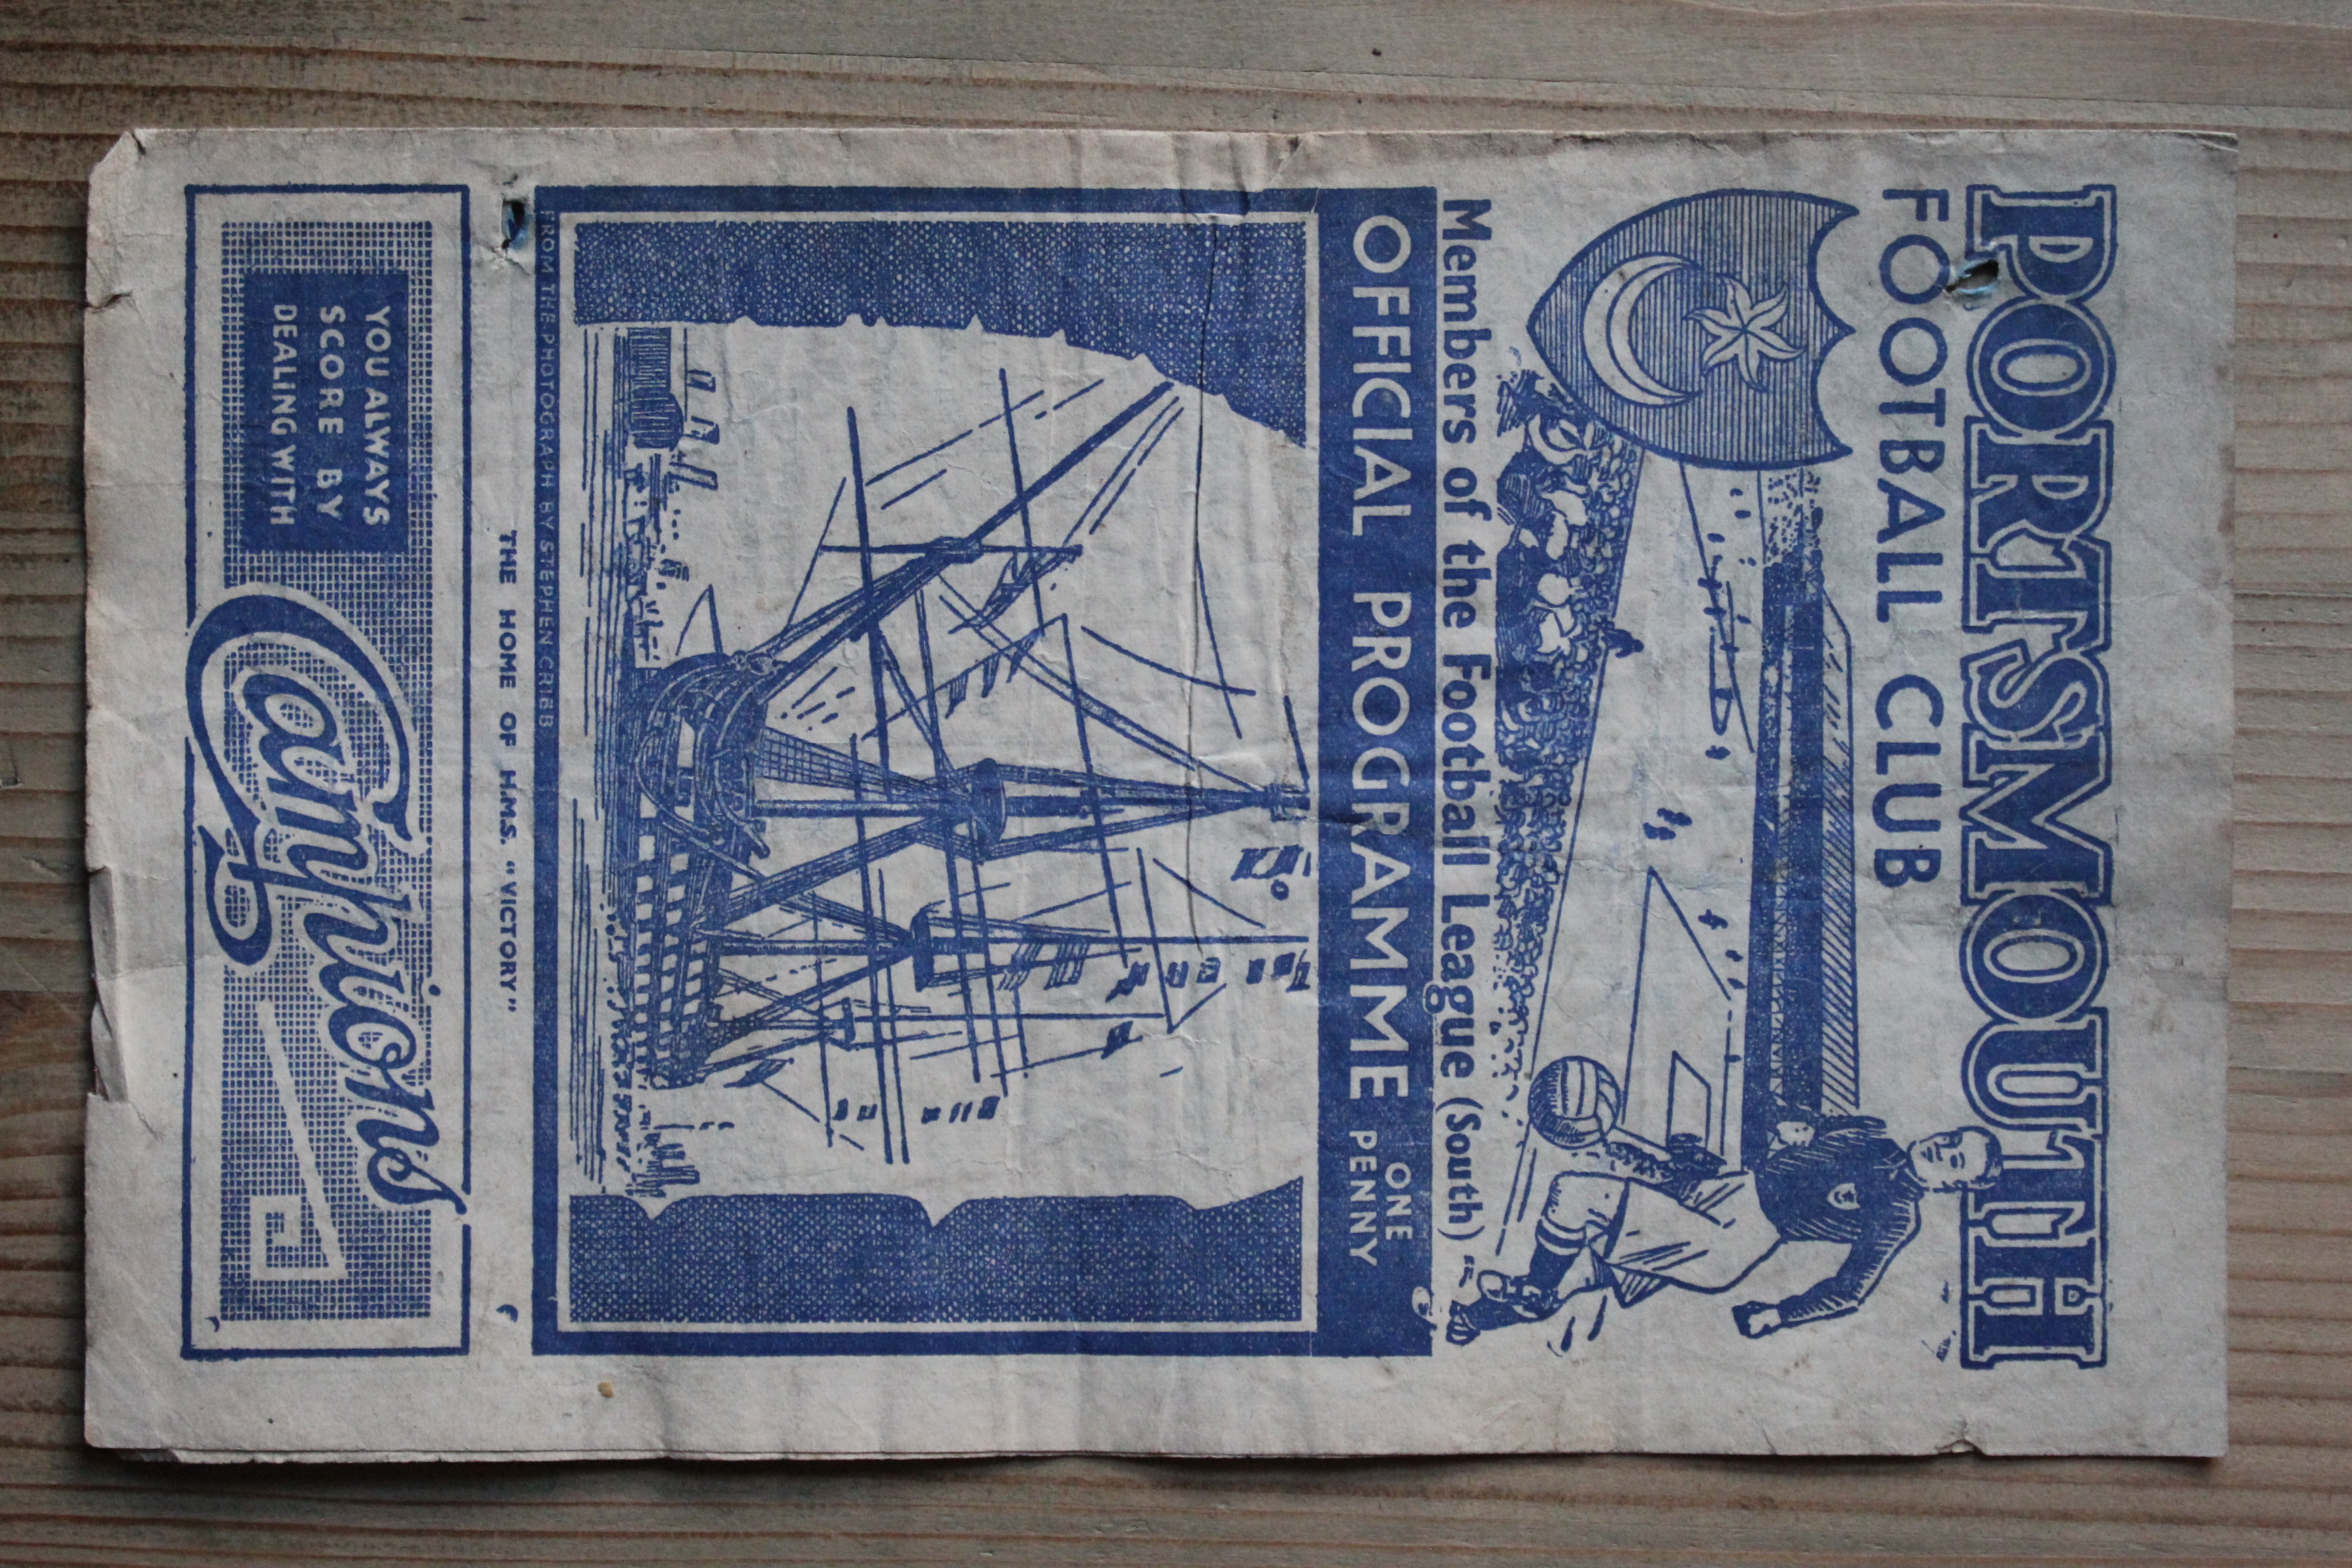 PORTSMOUTH
FOOTBALL CLUB
Members of the Football League (South)
OFFICIAL PROGRAMME
ONE
PENNY
FROM THE PHOTOGRAPH BY STEPHEN CRIBB
THE HOME OF H.M.S. "VICTORY"
YOU ALWAYS
SCORE BY
DEALING WITH
Campions